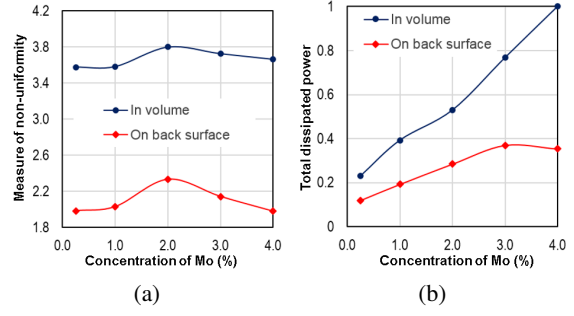 (a)
4.2
3.8
3.4
3.0
2.6
2.2
1.8
Measure of non-uniformity
In volume
On back surface
0.0 1.0 2.0 3.0 4.0
Concentration of Mo (%)
(a)
(b)
1
0.8
0.6
0.4
0.2
0
Total dissipated power
In volume
On back surface
0.0 1.0 2.0 3.0 4.0
Concentration of Mo (%)
(b)